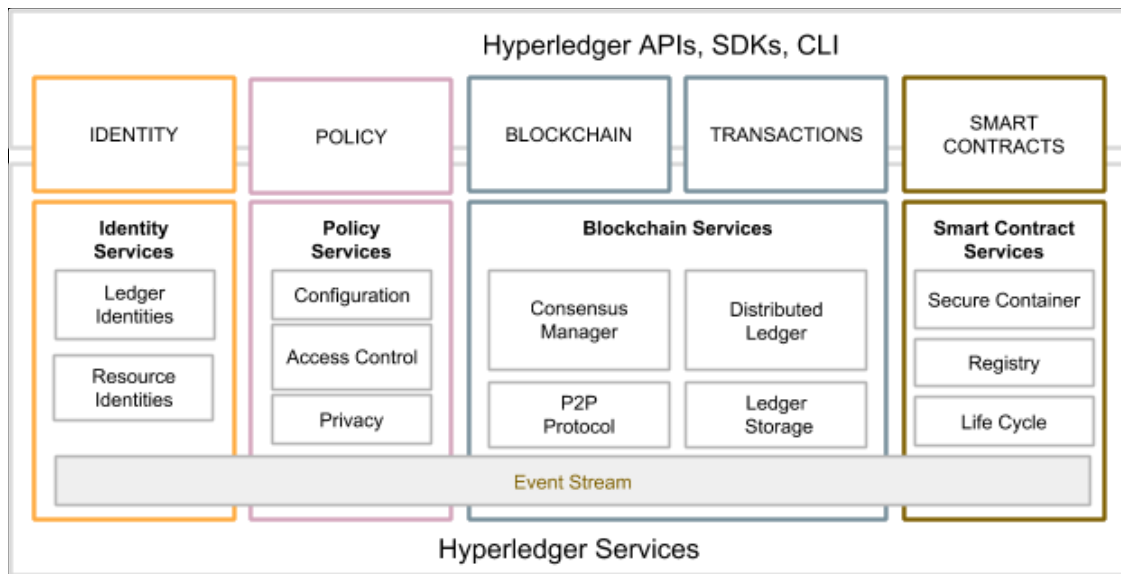 Hyperledger APIs, SDKs, CLI
IDENTITY
POLICY
BLOCKCHAIN
TRANSACTIONS
SMART
CONTRACTS
Identity
Services
Ledger
Identities
Resource
Identities
Policy
Services
Configuration
Access Control
Privacy
Blockchain Services
Consensus
Manager
Distributed
Ledger
P2P
Protocol
Ledger
Storage
Smart Contract
Services
Secure Container
Registry
Life Cycle
Event Stream
Hyperledger Services